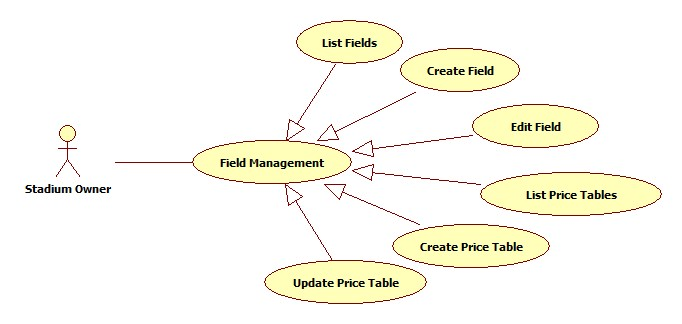 List Fields
Create Field
Edit Field
Field Management
Stadium Owner
List Price Tables
Create Price Table
Update Price Table